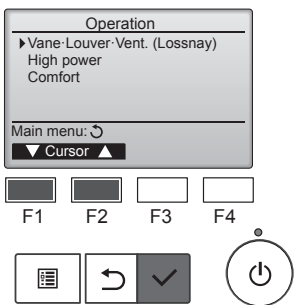 Operation
▶Vane·Louver·Vent. (Lossnay)
High power
Comfort
Main menu:
▼ Cursor ▲
F1 F2 F3 F4